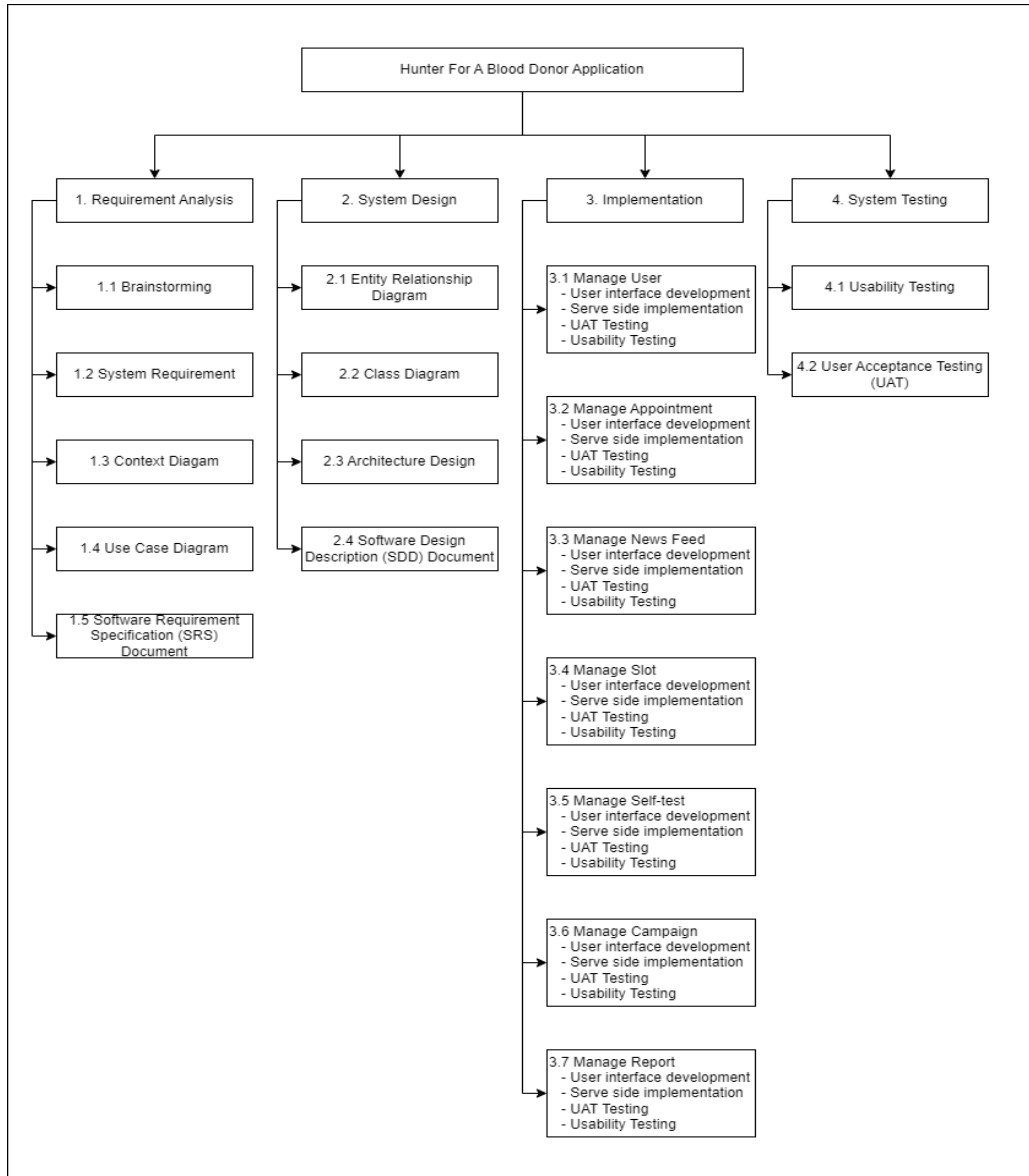 Hunter For A Blood Donor Application
1. Requirement Analysis
1.1 Brainstorming
1.2 System Requirement
1.3 Context Diagam
1.4 Use Case Diagram
1.5 Software Requirement
Specification (SRS)
Document
2. System Design
2.1 Entity Relationship
Diagram
2.2 Class Diagram
2.3 Architecture Design
2.4 Software Design
Description (SDD) Document
3. Implementation
3.1 Manage User
- User interface development
- Serve side implementation
- UAT Testing
- Usability Testing
3.2 Manage Appointment
- User interface development
- Serve side implementation
- UAT Testing
- Usability Testing
3.3 Manage News Feed
- User interface development
- Serve side implementation
- UAT Testing
- Usability Testing
3.4 Manage Slot
- User interface development
- Serve side implementation
- UAT Testing
- Usability Testing
3.5 Manage Self-test
- User interface development
- Serve side implementation
- UAT Testing
- Usability Testing
3.6 Manage Campaign
- User interface development
- Serve side implementation
- UAT Testing
- Usability Testing
3.7 Manage Report
- User interface development
- Serve side implementation
- UAT Testing
- Usability Testing
4. System Testing
4.1 Usability Testing
4.2 User Acceptance Testing
(UAT)